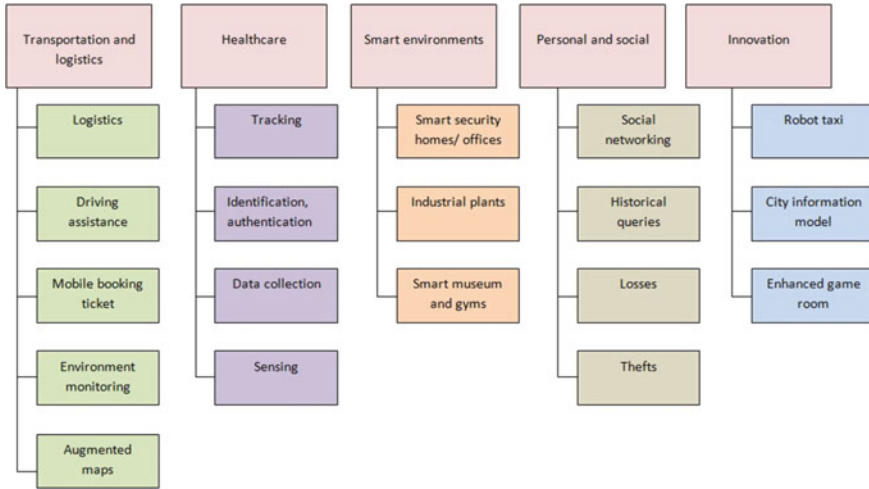 Transportation and
logistics
Logistics
Driving
assistance
Mobile booking
ticket
Environment
monitoring
Augmented
maps
Healthcare
Tracking
Identification,
authentication
Data collection
Sensing
Smart environments
Smart security
homes/ offices
Industrial plants
Smart museum
and gyms
Personal and social
Social
networking
Historical
queries
Losses
Thefts
Innovation
Robot taxi
City information
model
Enhanced game
room